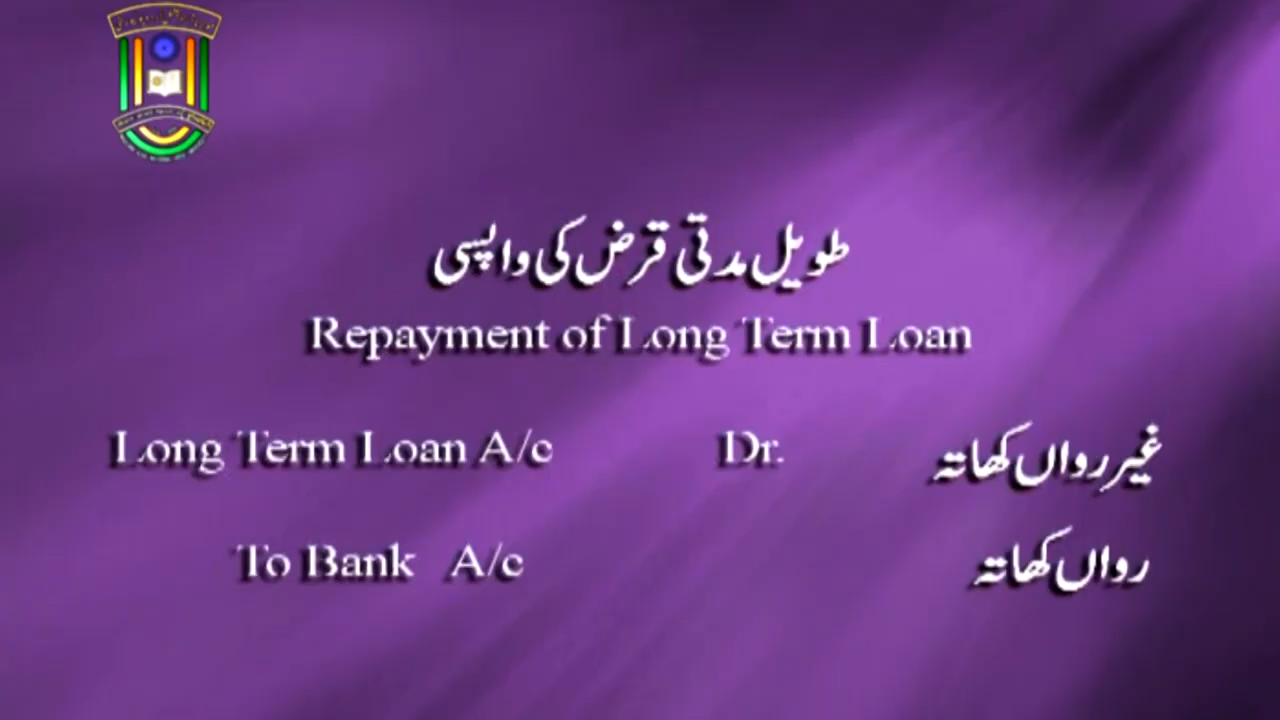 طویل مدتی قرض کی واپسی
Repayment of Long Term Loan
Long Term Loan A/c Dr. غیر رواں کھاتہ
To Bank A/c رواں کھاتہ